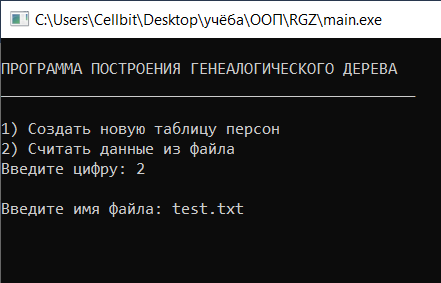 C:\Users\Cellbit\Desktop\учёба\ООП\RGZ\main.exe
ПРОГРАММА ПОСТРОЕНИЯ ГЕНЕАЛОГИЧЕСКОГО ДЕРЕВА
1) Создать новую таблицу персон
2) Считать данные из файла
Введите цифру: 2
Введите имя файла: test.txt